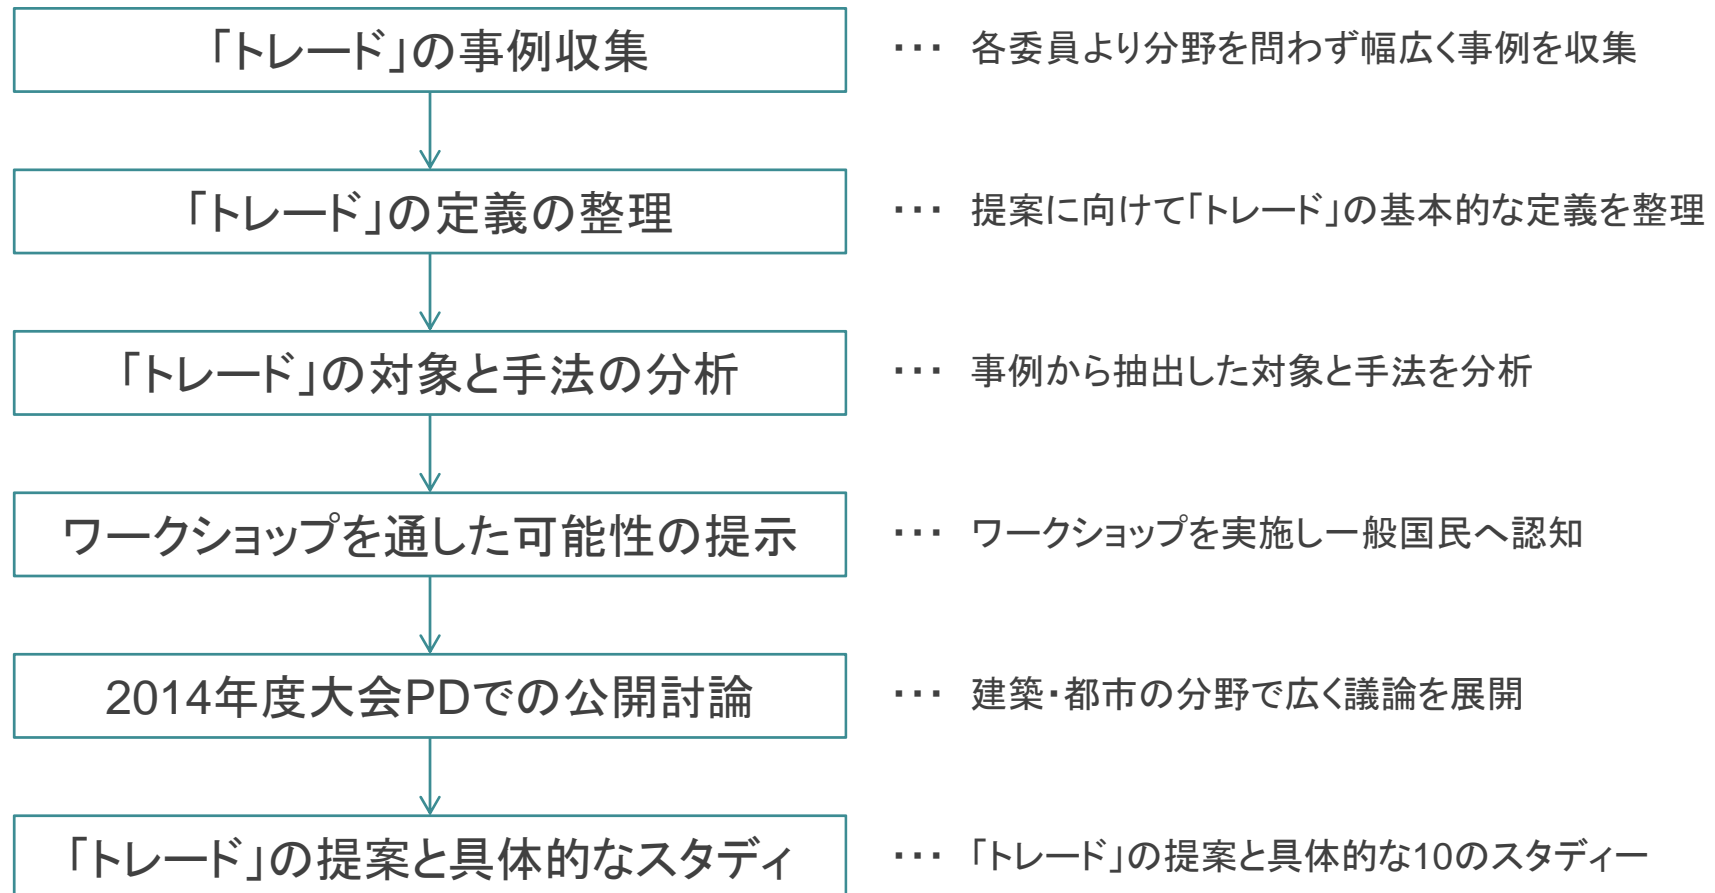 「トレード」の事例収集 ・・・ 各委員より分野を問わず幅広く事例を収集
「トレード」の定義の整理 ・・・ 提案に向けて「トレード」の基本的な定義を整理
「トレード」の対象と手法の分析 ・・・ 事例から抽出した対象と手法を分析
ワークショップを通した可能性の提示 ・・・ ワークショップを実施し一般国民へ認知
2014年度大会PDでの公開討論 ・・・ 建築・都市の分野で広く議論を展開
「トレード」の提案と具体的なスタディ ・・・ 「トレード」の提案と具体的な10のスタディー